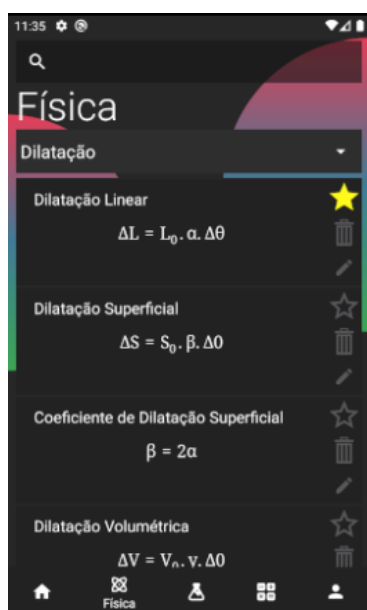 11:35
Física
Dilatação
Dilatação Linear
ΔL = L₀. α. Δθ
Dilatação Superficial
ΔS = S₀. β. Δ0
Coeficiente de Dilatação Superficial
β = 2α
Dilatação Volumétrica
ΔV = V₀. γ. Δ0
Física